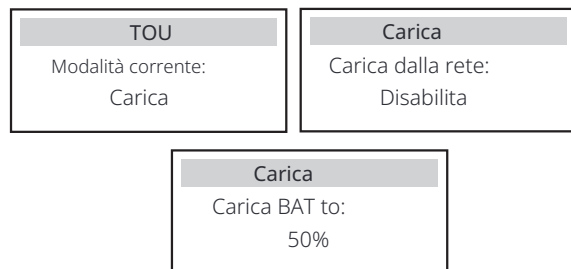 TOU
Modalità corrente:
Carica
Carica
Carica dalla rete:
Disabilita
Carica
Carica BAT to:
50%